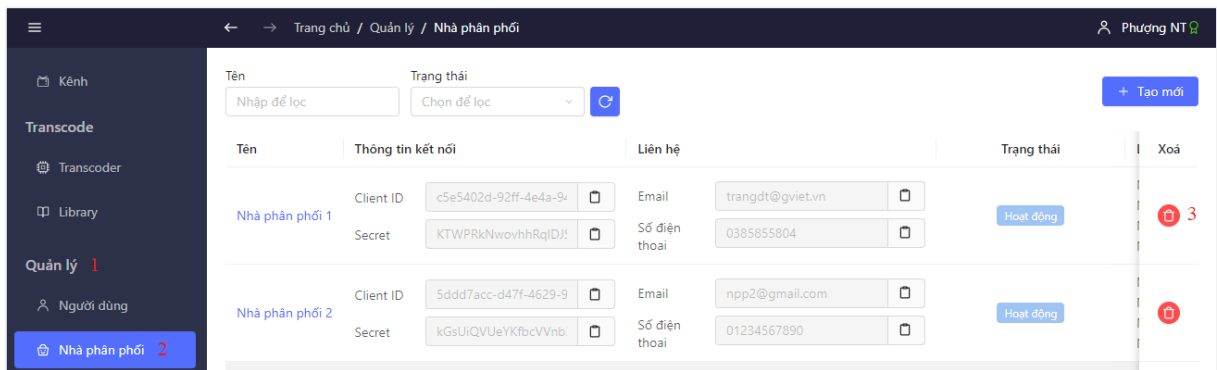 Trang chủ / Quản lý / Nhà phân phối
Phượng NT
Kênh
Transcode
Transcoder
Library
Quản lý 1
Người dùng
Nhà phân phối 2
Tên
Trạng thái
Nhập để lọc
Chọn để lọc
+ Tạo mới
Tên Thông tin kết nối Liên hệ Trạng thái Xoá
Nhà phân phối 1
Client ID c5e5402d-92ff-4e4a-94
Secret KTWPRkNwovhhRqIDJS
Email trangdt@gviet.vn
Số điện
thoại
0385855804
Hoạt động
3
Nhà phân phối 2
Client ID 5ddd7acc-d47f-4629-9
Secret kGsUiQVUeYKfbcVVnb.
Email npp2@gmail.com
Số điện
thoại
01234567890
Hoạt động